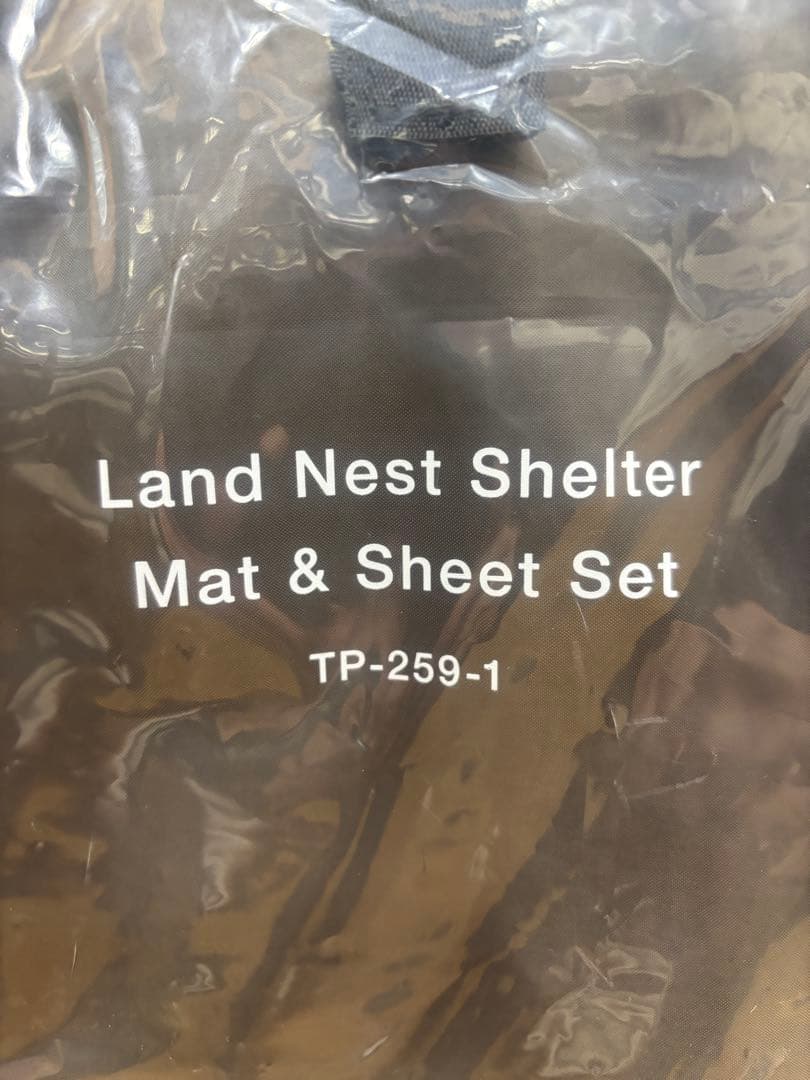 Land Nest Shelter
Mat & Sheet Set
TP-259-1